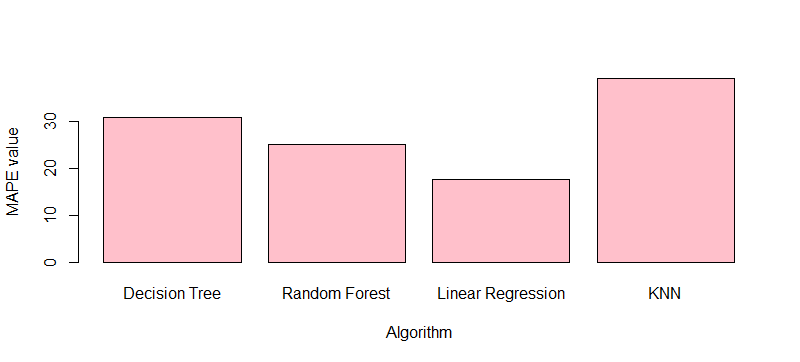 MAPE value
30
20
10
0
Decision Tree Random Forest Linear Regression KNN
Algorithm